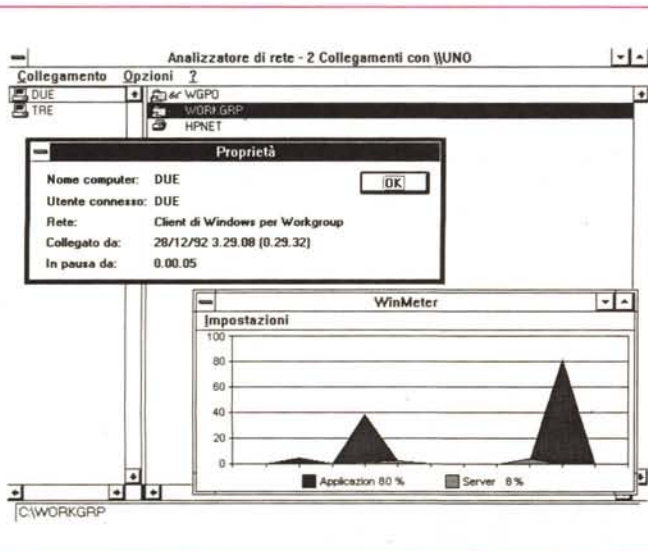 Analizzatore di rete - 2 Collegamenti con \\UNO
Collegamento Opzioni ?
DUE
TRE
WGPO
WORKGRP
HPNET
Proprietà
Nome computer: DUE
OK
Utente connesso: DUE
Rete: Client di Windows per Workgroup
Collegato da: 28/12/92 3.29.08 (0.29.32)
In pausa da: 0.00.05
WinMeter
Impostazioni
100
80
60
40
20
0
Applicazion 80 %
Server 8 %
C:\WORKGRP